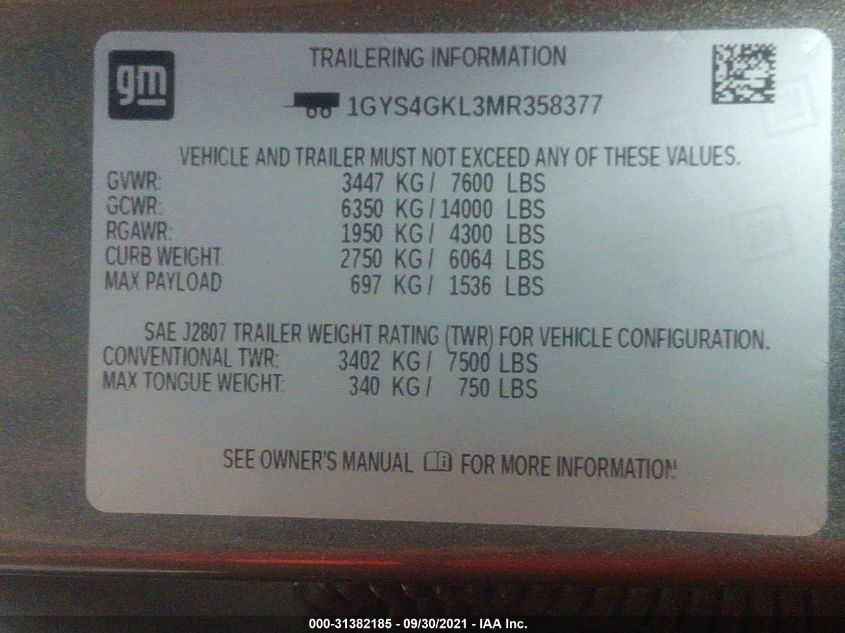 gm
TRAILERING INFORMATION
1GYS4GKL3MR358377
VEHICLE AND TRAILER MUST NOT EXCEED ANY OF THESE VALUES.
GVWR: 3447 KG / 7600 LBS
GCWR: 6350 KG / 14000 LBS
RGAWR: 1950 KG / 4300 LBS
CURB WEIGHT 2750 KG / 6064 LBS
MAX PAYLOAD 697 KG / 1536 LBS
SAE J2807 TRAILER WEIGHT RATING (TWR) FOR VEHICLE CONFIGURATION.
CONVENTIONAL TWR: 3402 KG / 7500 LBS
MAX TONGUE WEIGHT: 340 KG / 750 LBS
SEE OWNER'S MANUAL FOR MORE INFORMATION
000-31382185 - 09/30/2021 - IAA Inc.